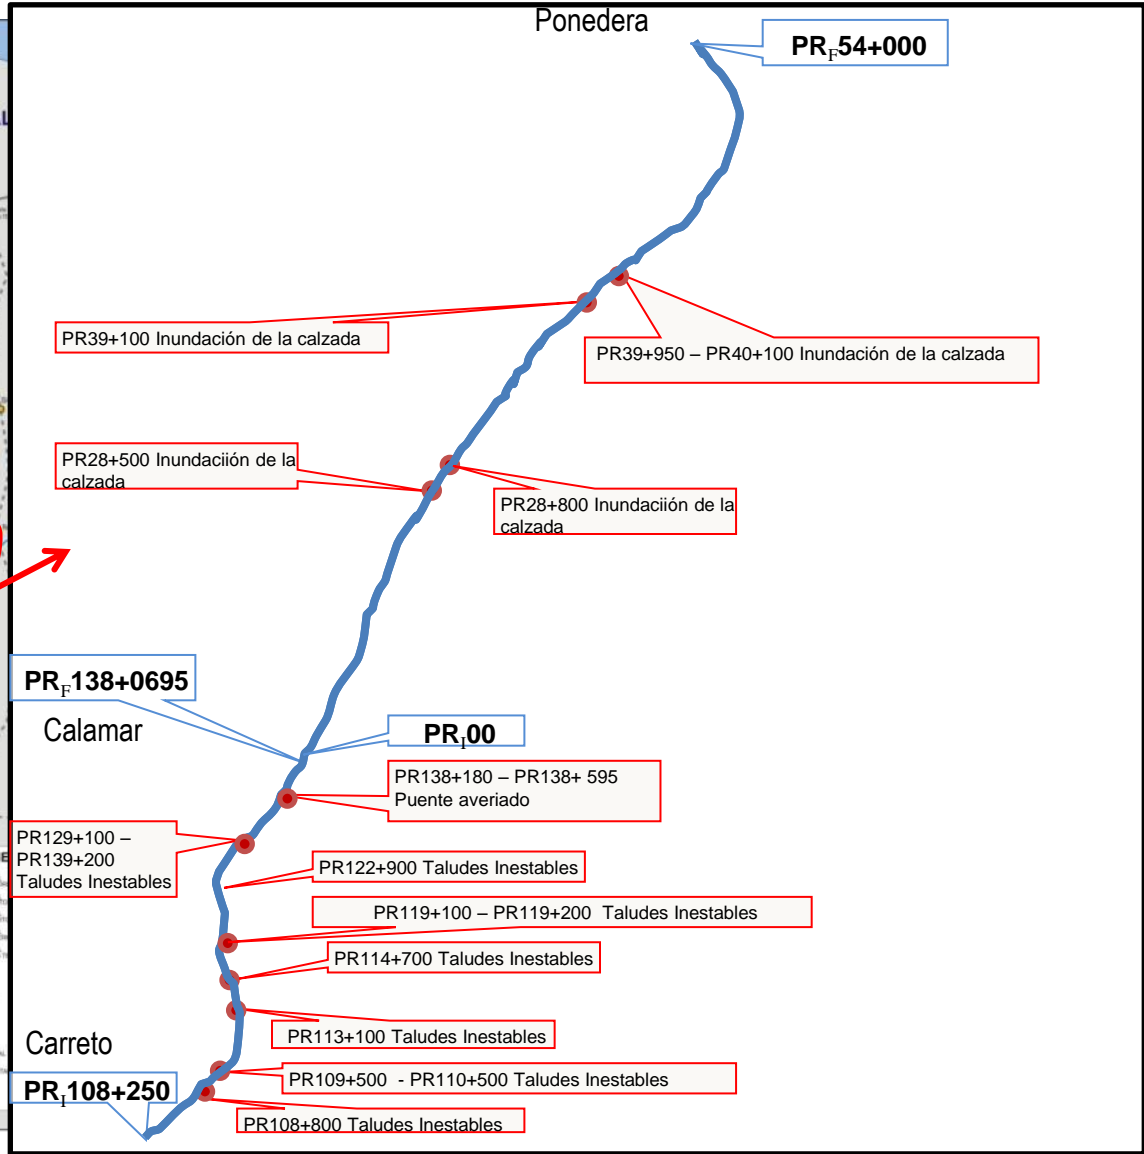 Ponedera
PRF54+000
PR39+100 Inundación de la calzada
PR39+950 – PR40+100 Inundación de la calzada
PR28+500 Inundaciión de la
calzada
PR28+800 Inundaciión de la
calzada
PRF138+0695
Calamar
PRI00
PR138+180 – PR138+ 595
Puente averiado
PR129+100 –
PR139+200
Taludes Inestables
PR122+900 Taludes Inestables
PR119+100 – PR119+200 Taludes Inestables
PR114+700 Taludes Inestables
PR113+100 Taludes Inestables
Carreto
PR109+500 - PR110+500 Taludes Inestables
PRI108+250
PR108+800 Taludes Inestables